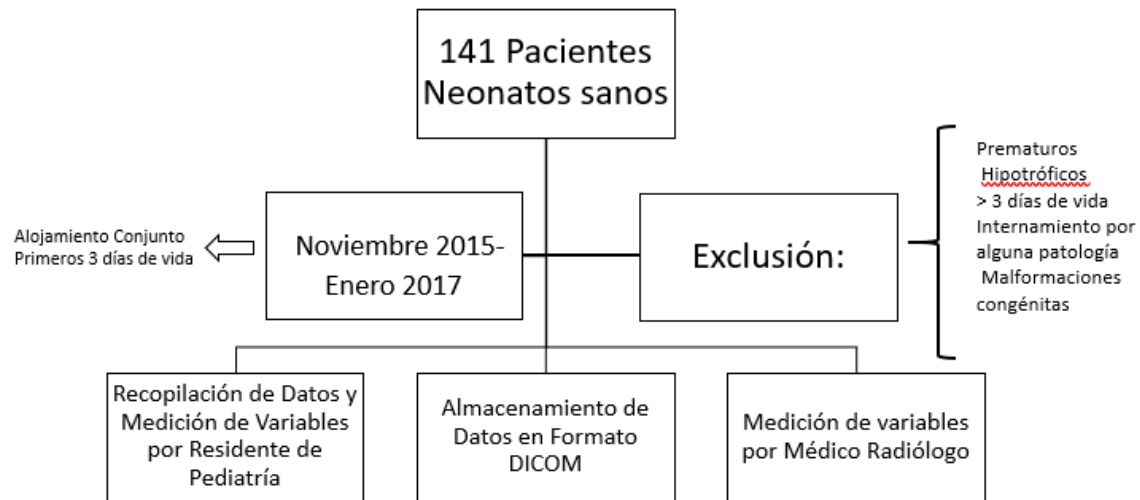 141 Pacientes
Neonatos sanos
Alojamiento Conjunto
Primeros 3 días de vida
Noviembre 2015-
Enero 2017
Exclusión:
Prematuros
Hipotróficos
> 3 días de vida
Internamiento por
alguna patología
Malformaciones
congénitas
Recopilación de Datos y
Medición de Variables
por Residente de
Pediatría
Almacenamiento de
Datos en Formato
DICOM
Medición de variables
por Médico Radiólogo